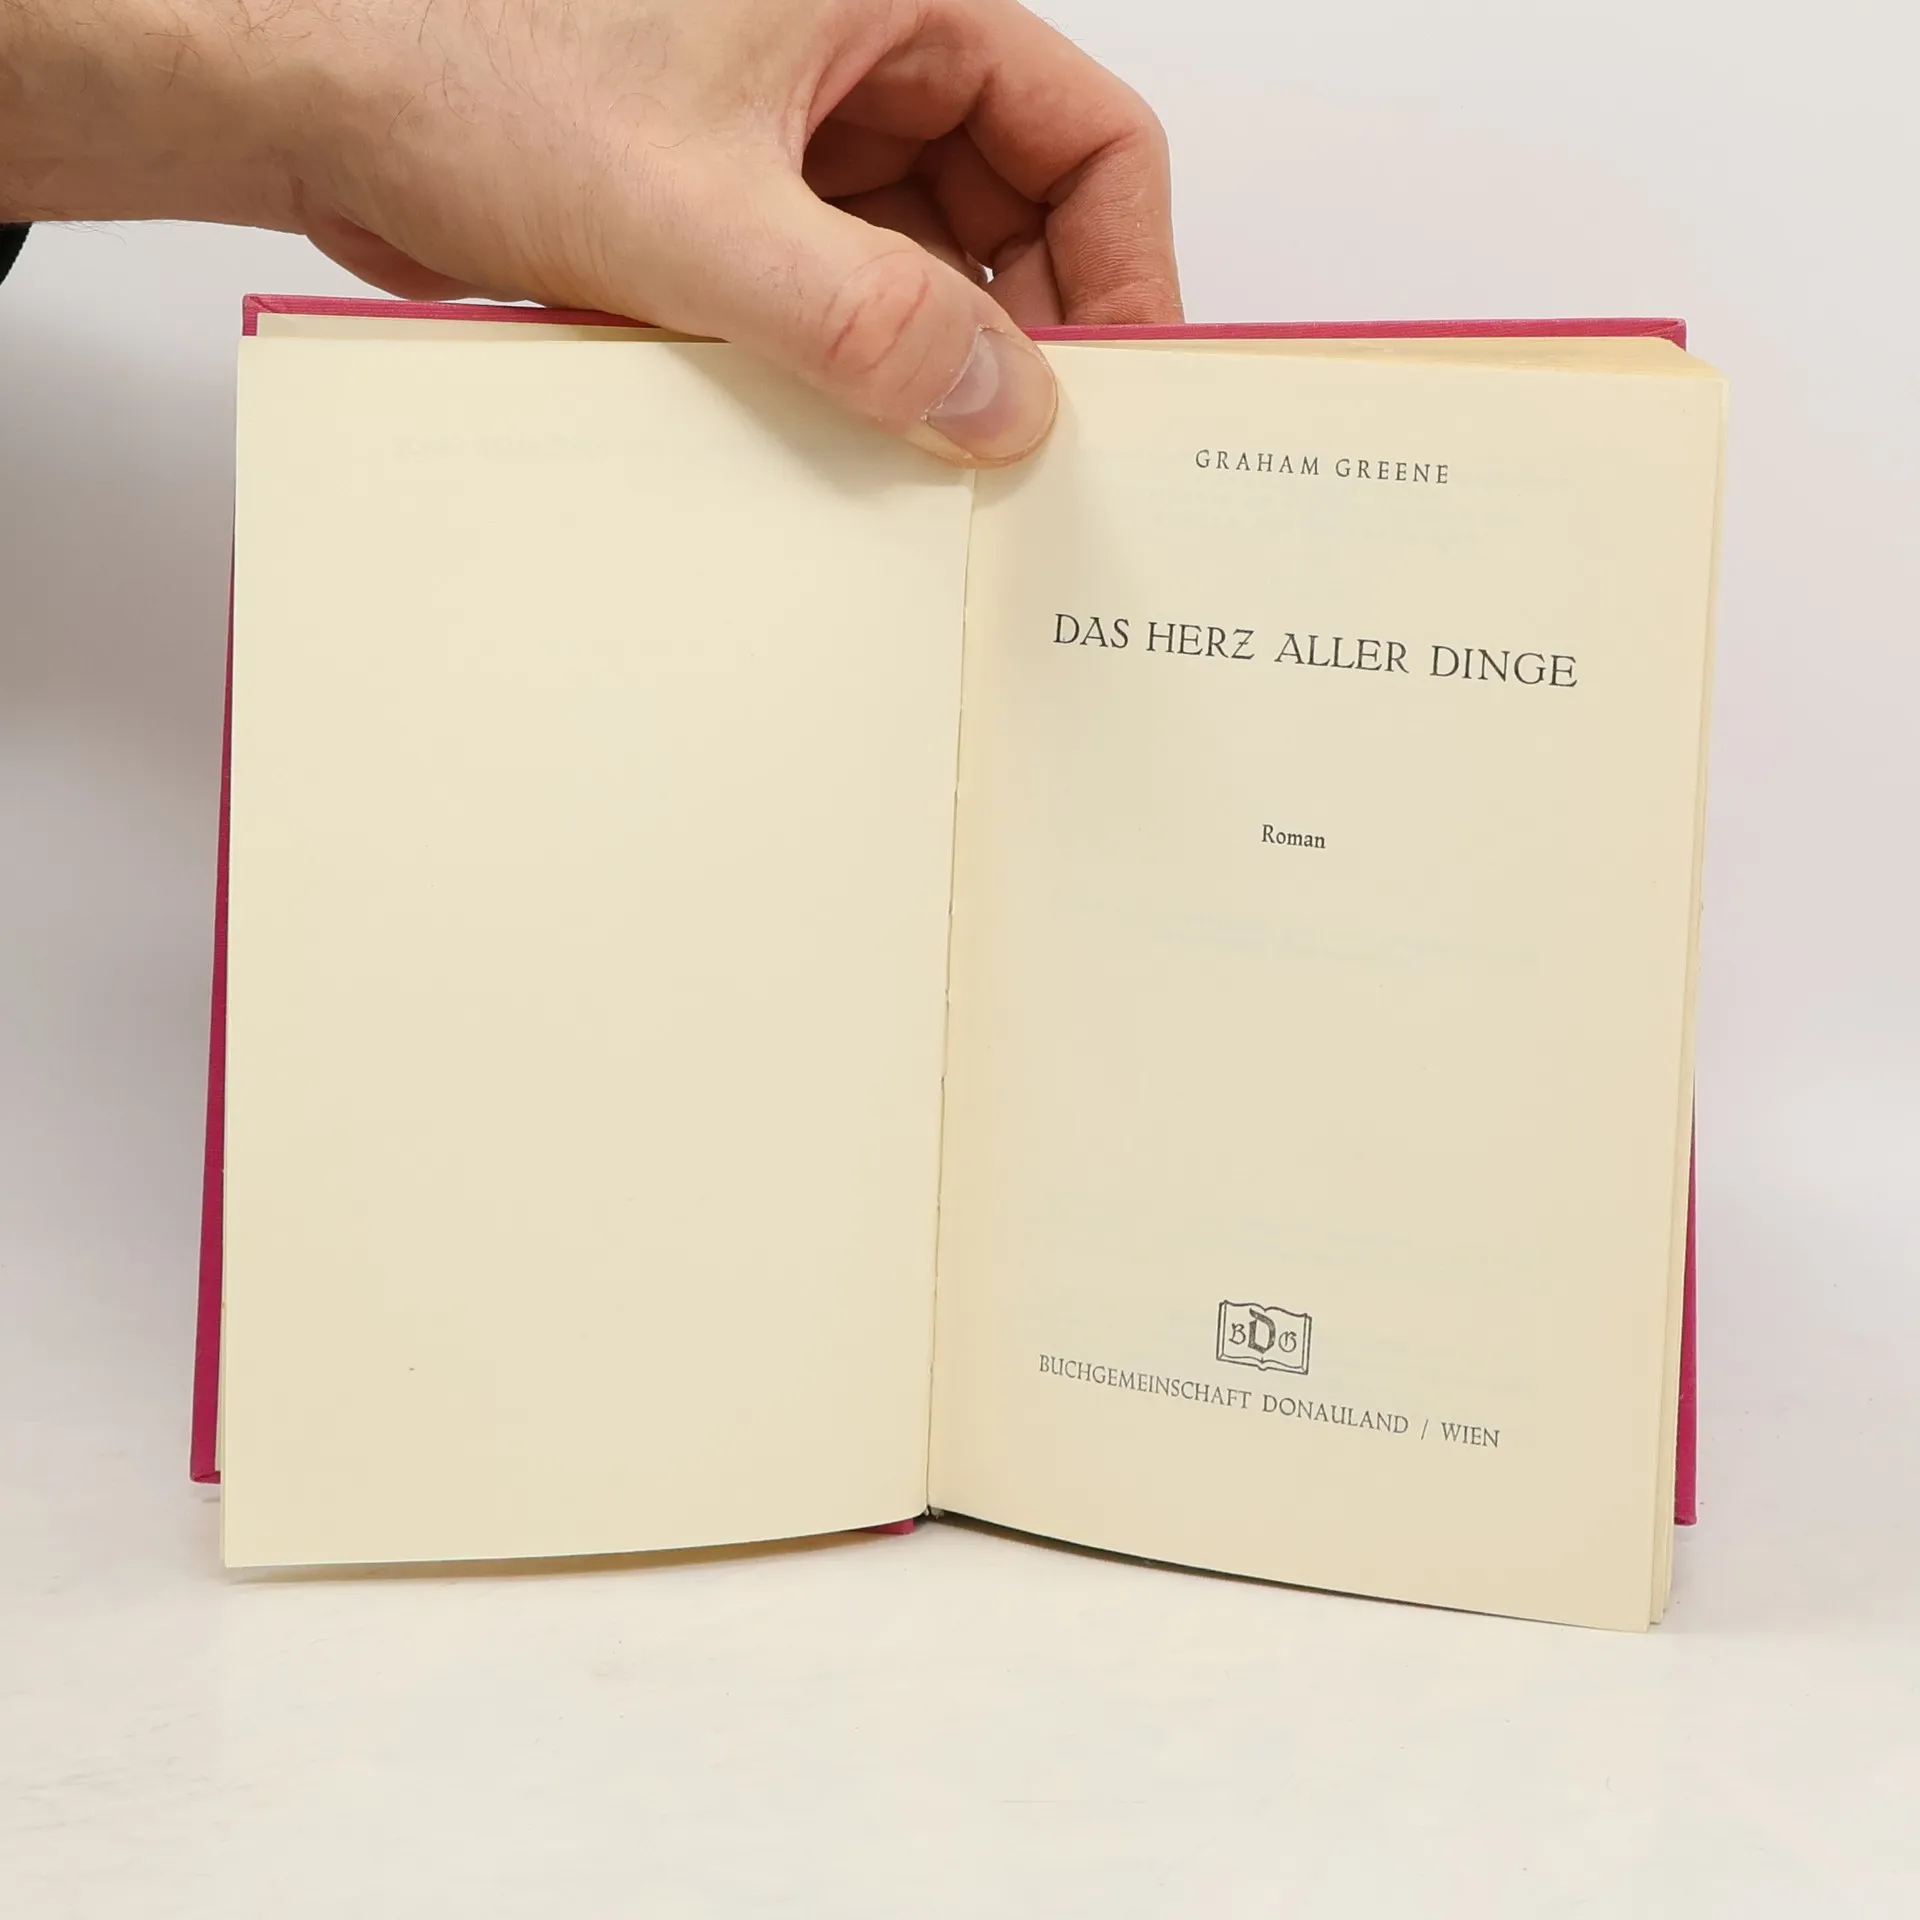 GRAHAM GREENE
DAS HERZ ALLER DINGE
Roman
BDG
BUCHGEMEINSCHAFT DONAULAND / WIEN